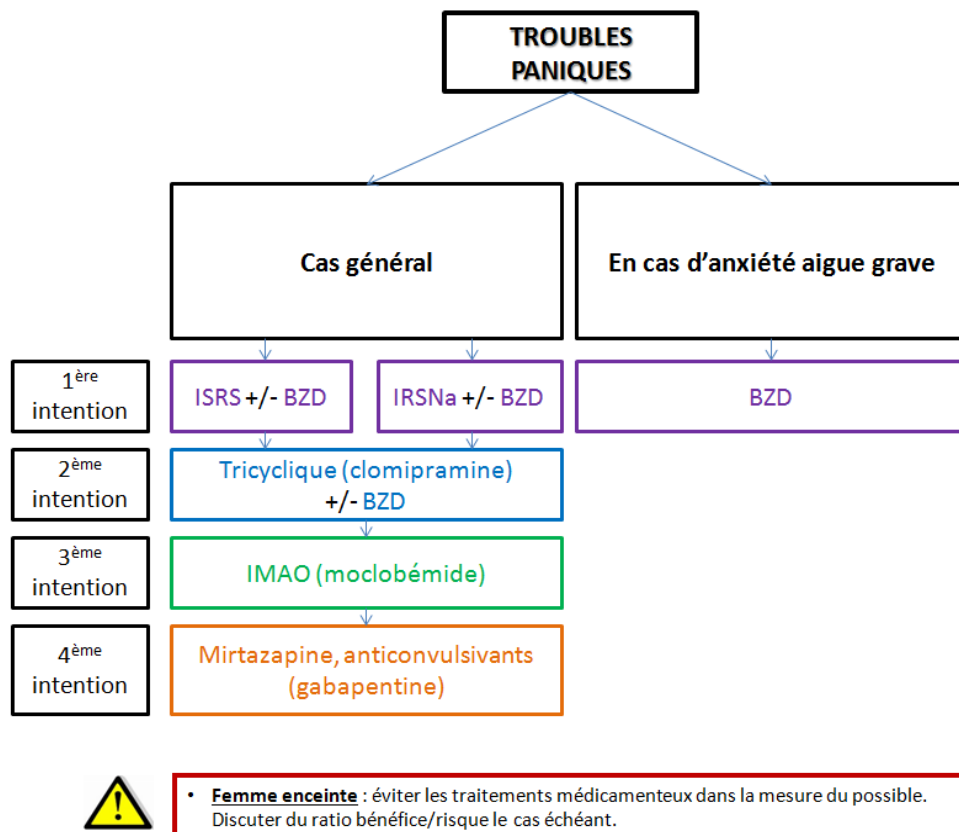 TROUBLES
PANIQUES
Cas général
En cas d'anxiété aigue grave
1ère
intention
ISRS +/- BZD
IRSNa +/- BZD
BZD
2ème
intention
Tricyclique (clomipramine)
+/- BZD
3ème
intention
IMAO (moclobémide)
4ème
intention
Mirtazapine, anticonvulsivants
(gabapentine)
• Femme enceinte : éviter les traitements médicamenteux dans la mesure du possible.
Discuter du ratio bénéfice/risque le cas échéant.